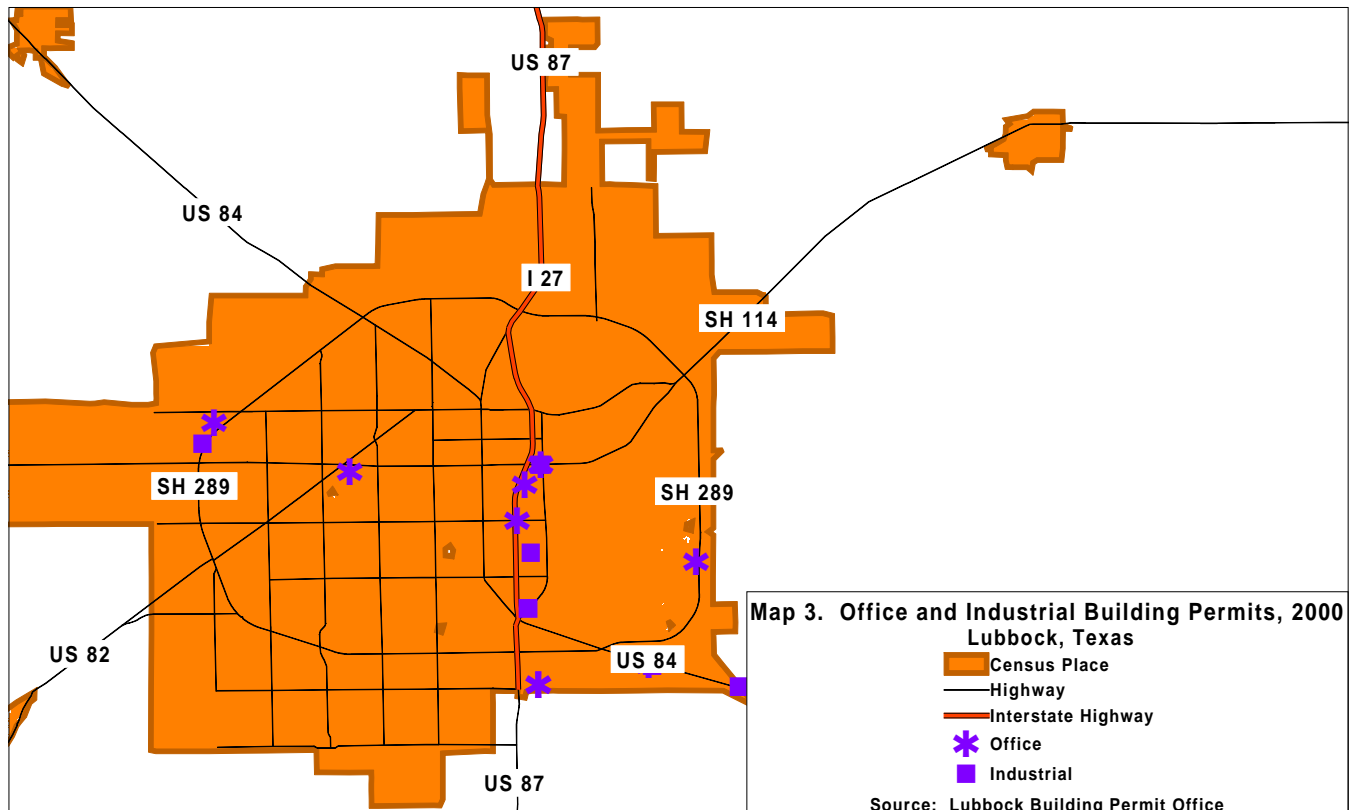 US 87
US 84
I 27
SH 114
SH 289
SH 289
US 82
US 84
US 87
Map 3. Office and Industrial Building Permits, 2000
Lubbock, Texas
Census Place
Highway
Interstate Highway
Office
Industrial
Source: Lubbock Building Permit Office